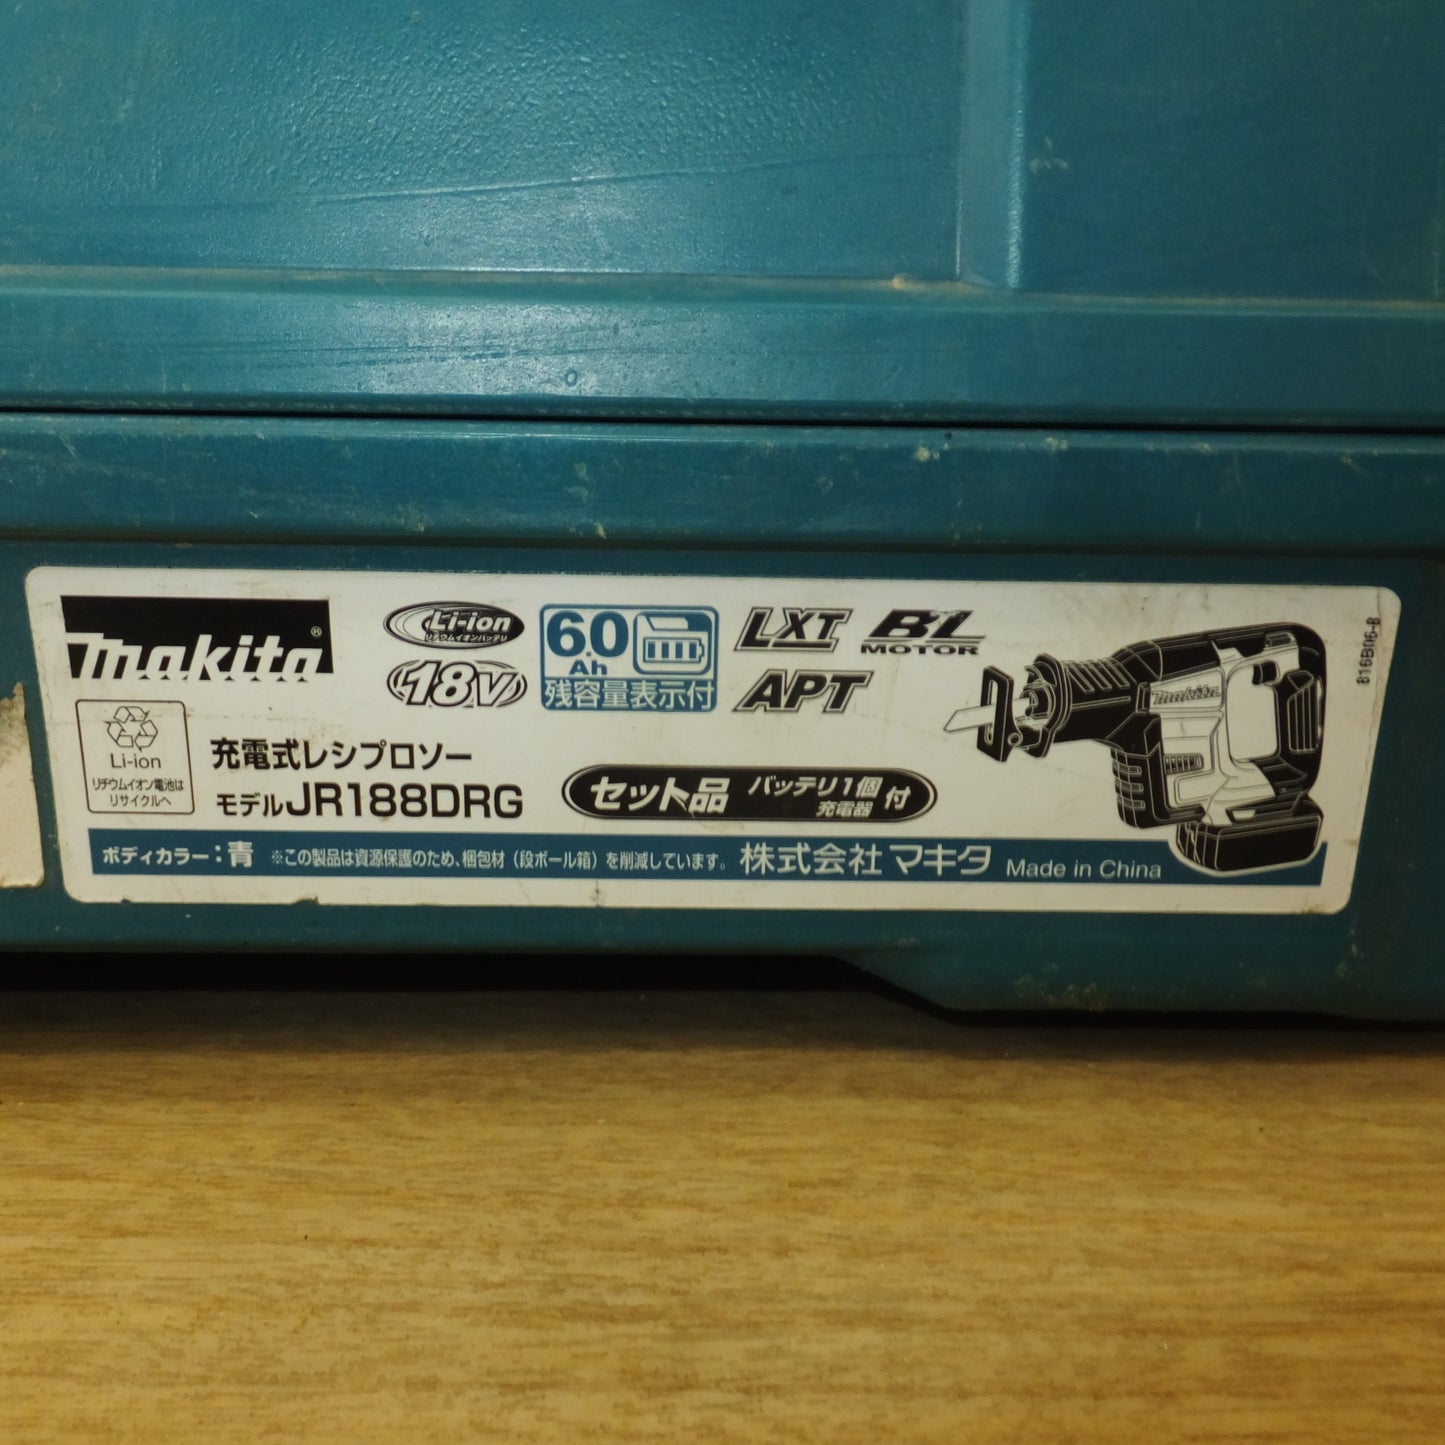 makita®
Li-ion
リチウムイオンバッテリ
18V
6.0
Ah
残容量表示付
LXT
BL
MOTOR
APT
816B06-8
Li-ion
リチウムイオン電池は
リサイクルへ
充電式レシプロソー
モデルJR188DRG
セット品 バッテリ1個 充電器 付
makita
ボディカラー：青 ※この製品は資源保護のため、梱包材（段ボール箱）を削減しています。 株式会社 マキタ Made in China